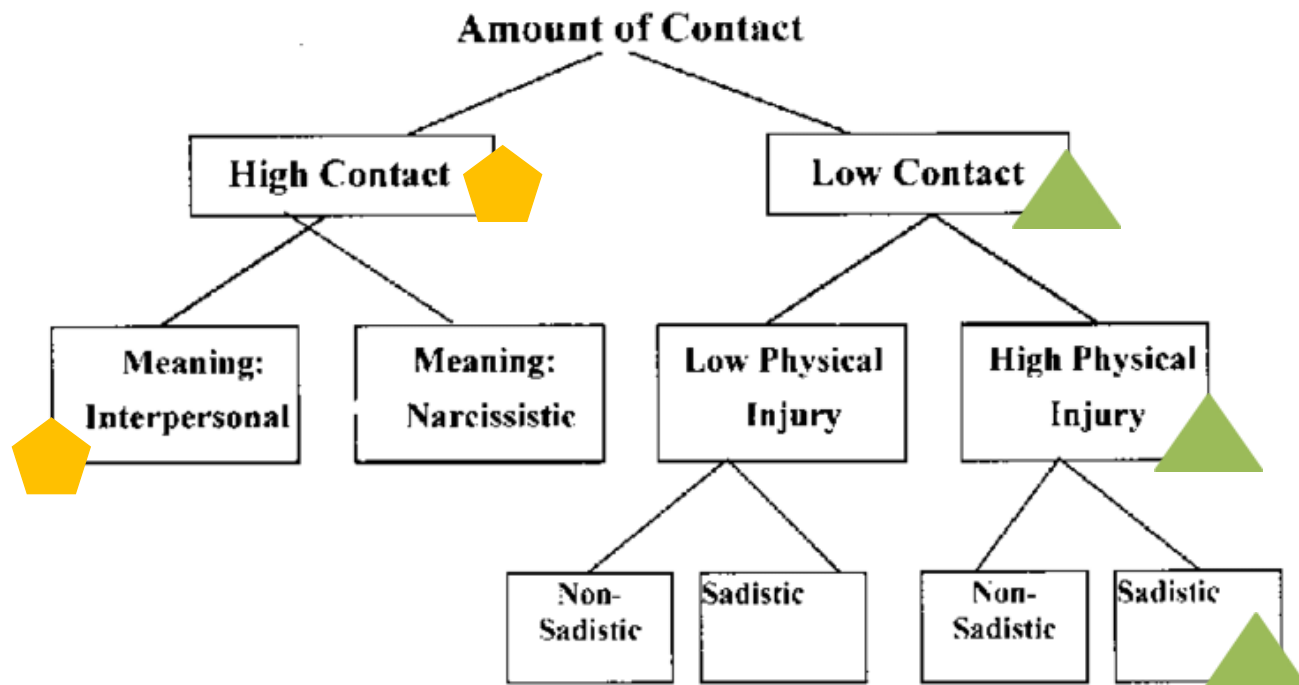 Amount of Contact
High Contact
Low Contact
Meaning:
Interpersonal
Meaning:
Narcissistic
Low Physical
Injury
High Physical
Injury
Non-
Sadistic
Sadistic
Non-
Sadistic
Sadistic